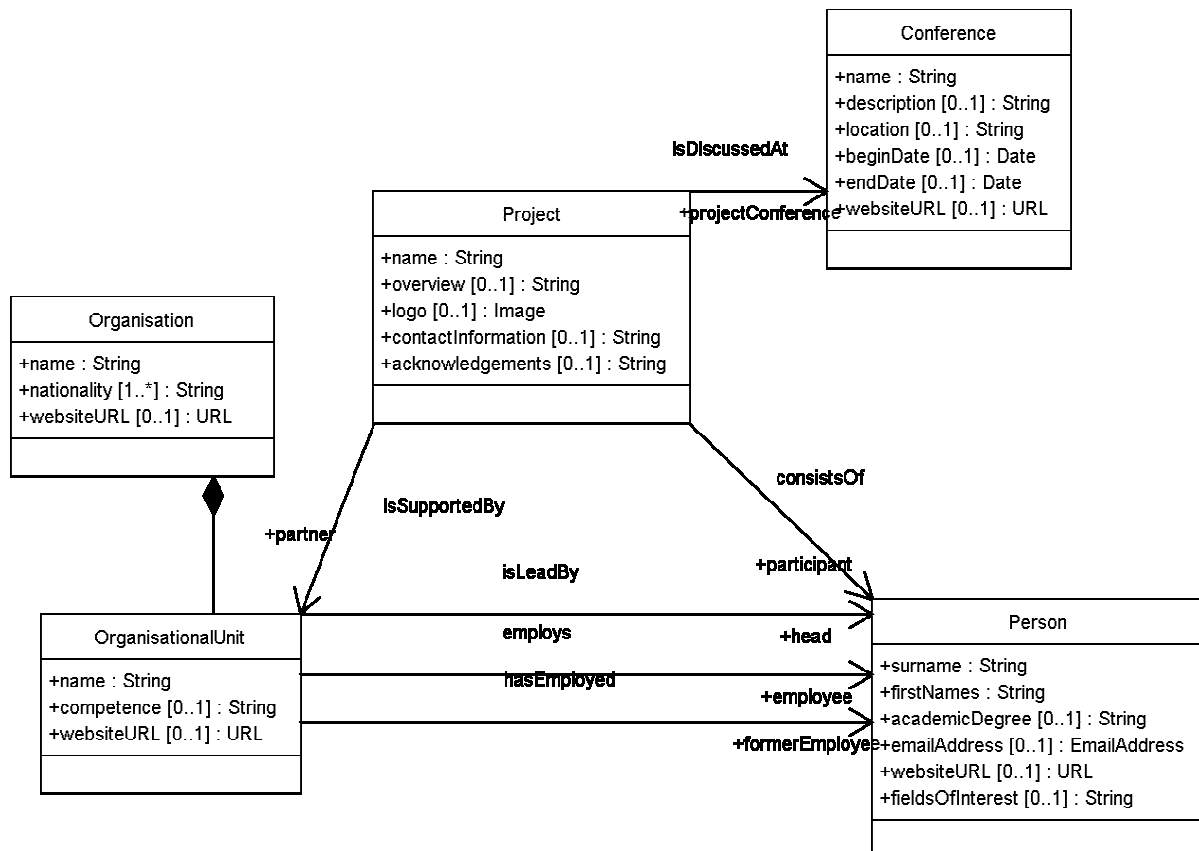 Conference
+name : String
+description [0..1] : String
+location [0..1] : String
+beginDate [0..1] : Date
+endDate [0..1] : Date
+websiteURL [0..1] : URL
isDiscussedAt
+projectConference
Project
+name : String
+overview [0..1] : String
+logo [0..1] : Image
+contactInformation [0..1] : String
+acknowledgements [0..1] : String
Organisation
+name : String
+nationality [1..*] : String
+websiteURL [0..1] : URL
consistsOf
isSupportedBy
+partner
+participant
isLeadBy
+head
employs
+employee
hasEmployed
+formerEmployee
OrganisationalUnit
+name : String
+competence [0..1] : String
+websiteURL [0..1] : URL
Person
+surname : String
+firstNames : String
+academicDegree [0..1] : String
+emailAddress [0..1] : EmailAddress
+websiteURL [0..1] : URL
+fieldsOfInterest [0..1] : String